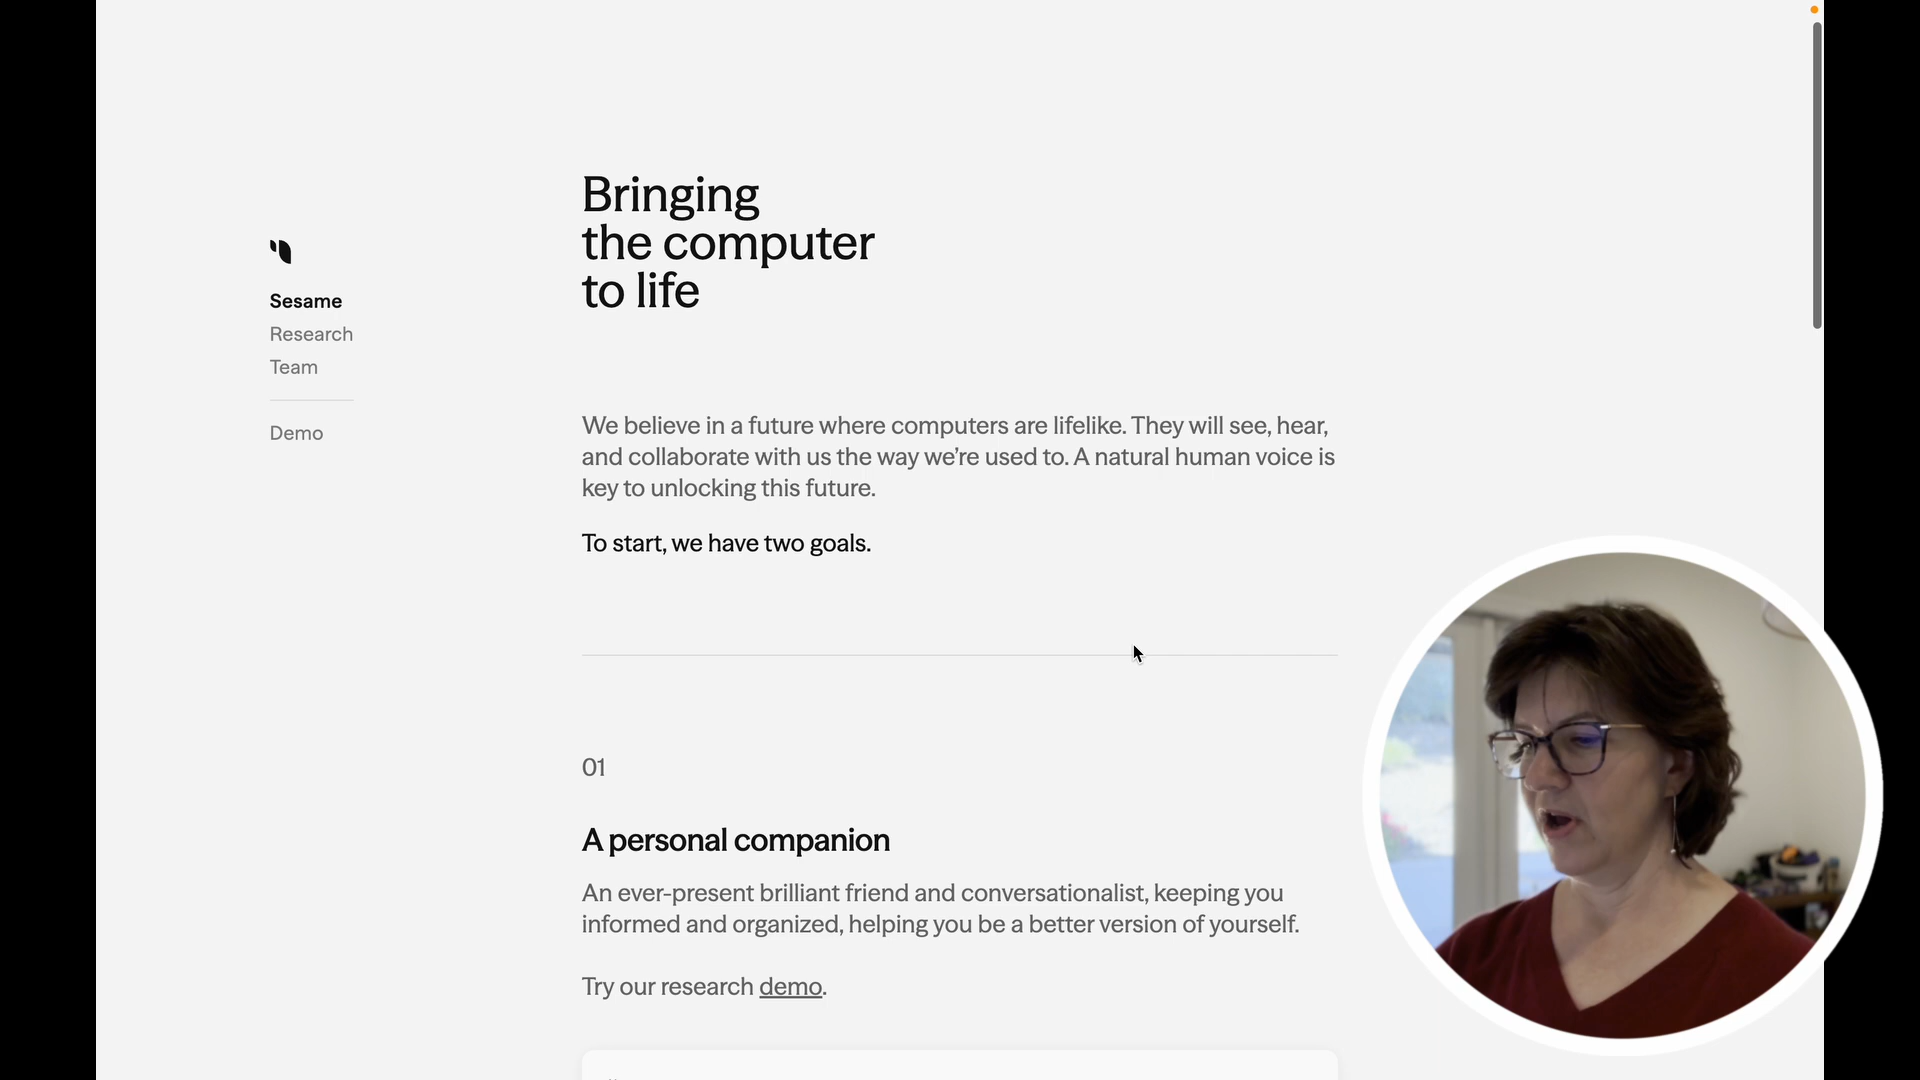 Bringing
the computer
to life
Sesame
Research
Team
Demo
We believe in a future where computers are lifelike. They will see, hear,
and collaborate with us the way we’re used to. A natural human voice is
key to unlocking this future.
To start, we have two goals.
01
A personal companion
An ever-present brilliant friend and conversationalist, keeping you
informed and organized, helping you be a better version of yourself.
Try our research demo.